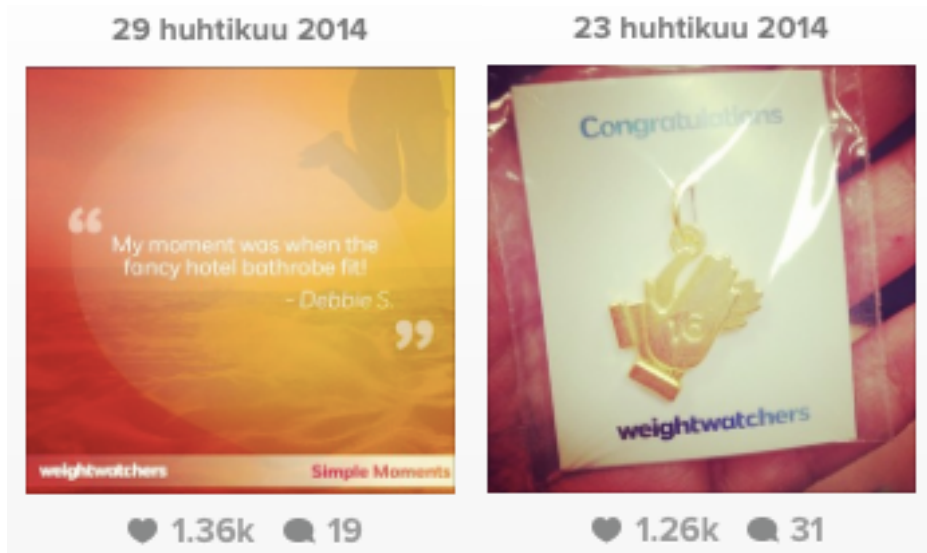 29 huhtikuu 2014
“
My moment was when the
fancy hotel bathrobe fit!
- Debbie S.
”
weightwatchers
Simple Moments
1.36k 19
23 huhtikuu 2014
Congratulations
16
weightwatchers
1.26k 31